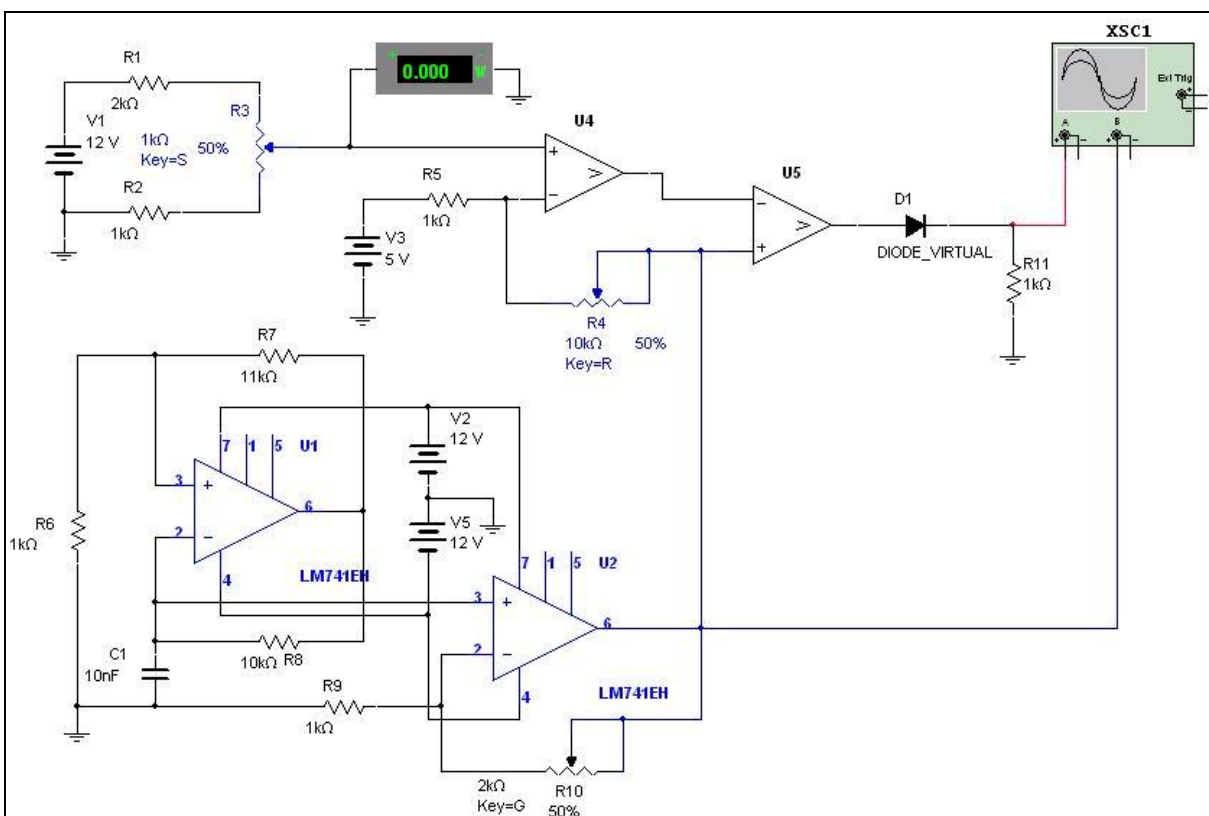 XSC1
Ext Trig
A
B
R1
2kΩ
V1
12 V
R3
1kΩ
Key=S
50%
R2
1kΩ
0.000
U4
R5
1kΩ
V3
5 V
U5
D1
DIODE_VIRTUAL
R11
1kΩ
R4
10kΩ
50%
Key=R
R7
11kΩ
7
1
5
U1
3
2
6
4
LM741EH
V2
12 V
V5
12 V
R6
1kΩ
10kΩ
R8
C1
10nF
R9
1kΩ
7
1
5
U2
3
2
6
4
LM741EH
2kΩ
Key=G
R10
50%